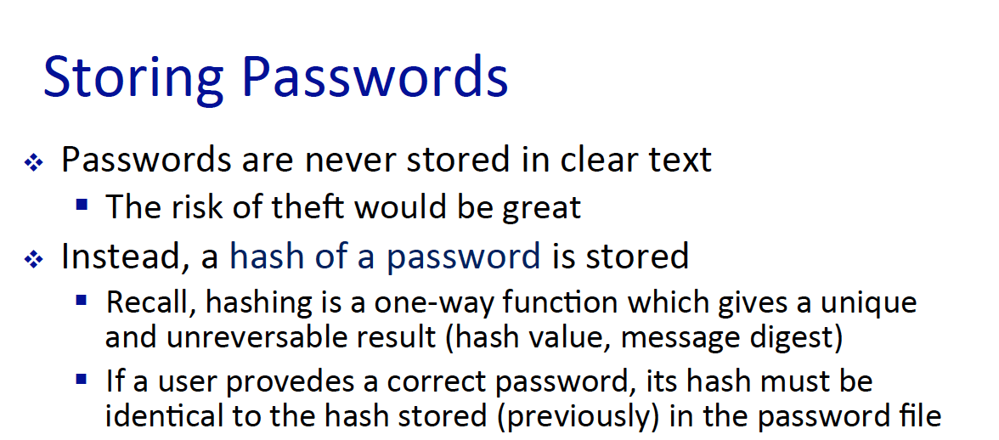 Storing Passwords
Passwords are never stored in clear text
The risk of theft would be great
Instead, a hash of a password is stored
Recall, hashing is a one-way function which gives a unique
and unreversable result (hash value, message digest)
If a user provedes a correct password, its hash must be
identical to the hash stored (previously) in the password file